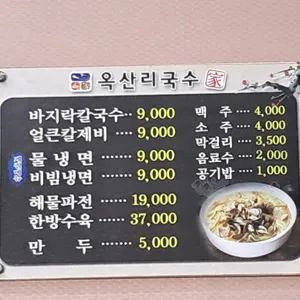 옥산리국수 家
바지락칼국수·· 9,000
얼큰칼제비 ···· 9,000
물 냉 면 ······ 9,000
비빔냉면 ······ 9,000
해물파전 ······ 19,000
한방수육 ···· 37,000
만 두 ········ 5,000
맥 주 ···· 4,000
소 주 ···· 4,000
막걸리 ··· 3,500
음료수 ··· 2,000
공기밥 ··· 1,000